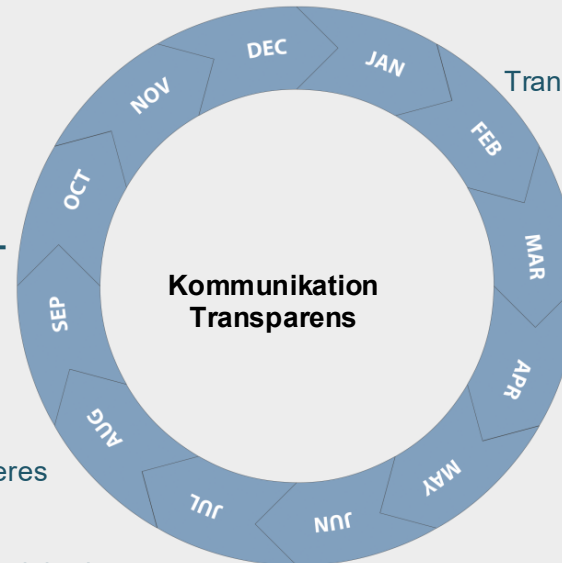 DEC
JAN
FEB
MAR
APR
MAY
JUN
JUL
AUG
SEP
OCT
NOV
Kommunikation
Transparens
Tran
eres